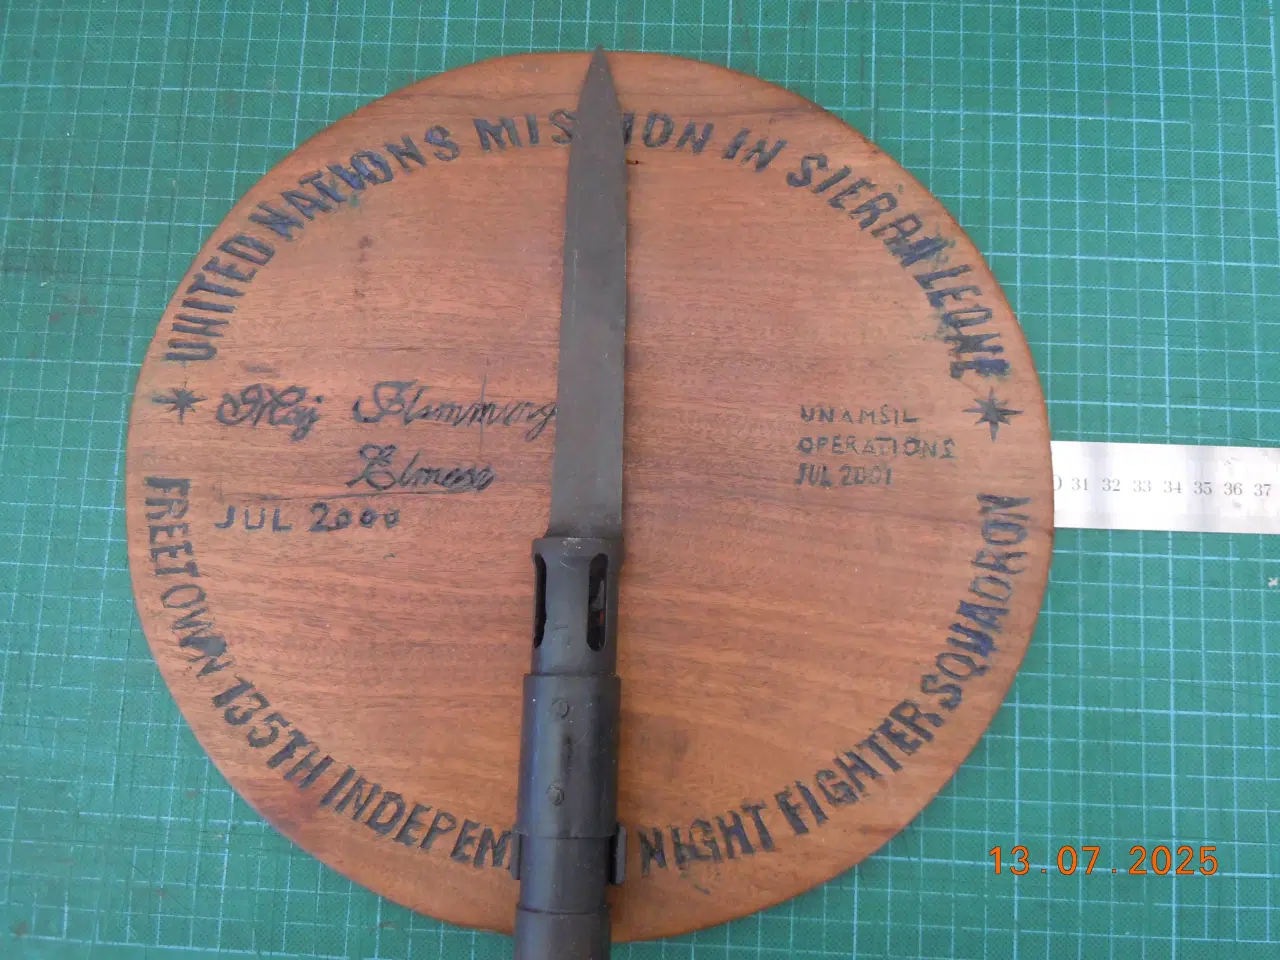 UNITED NATIONS MISSION IN SIERRA LEONE
Maj Flemming
Elmose
JUL 2000
UNAMSIL
OPERATIONS
JUL 2001
FREETOWN 135TH INDEPEN NIGHT FIGHTER SQUADRON
31 32 33 34 35 36 37
13.07.2025